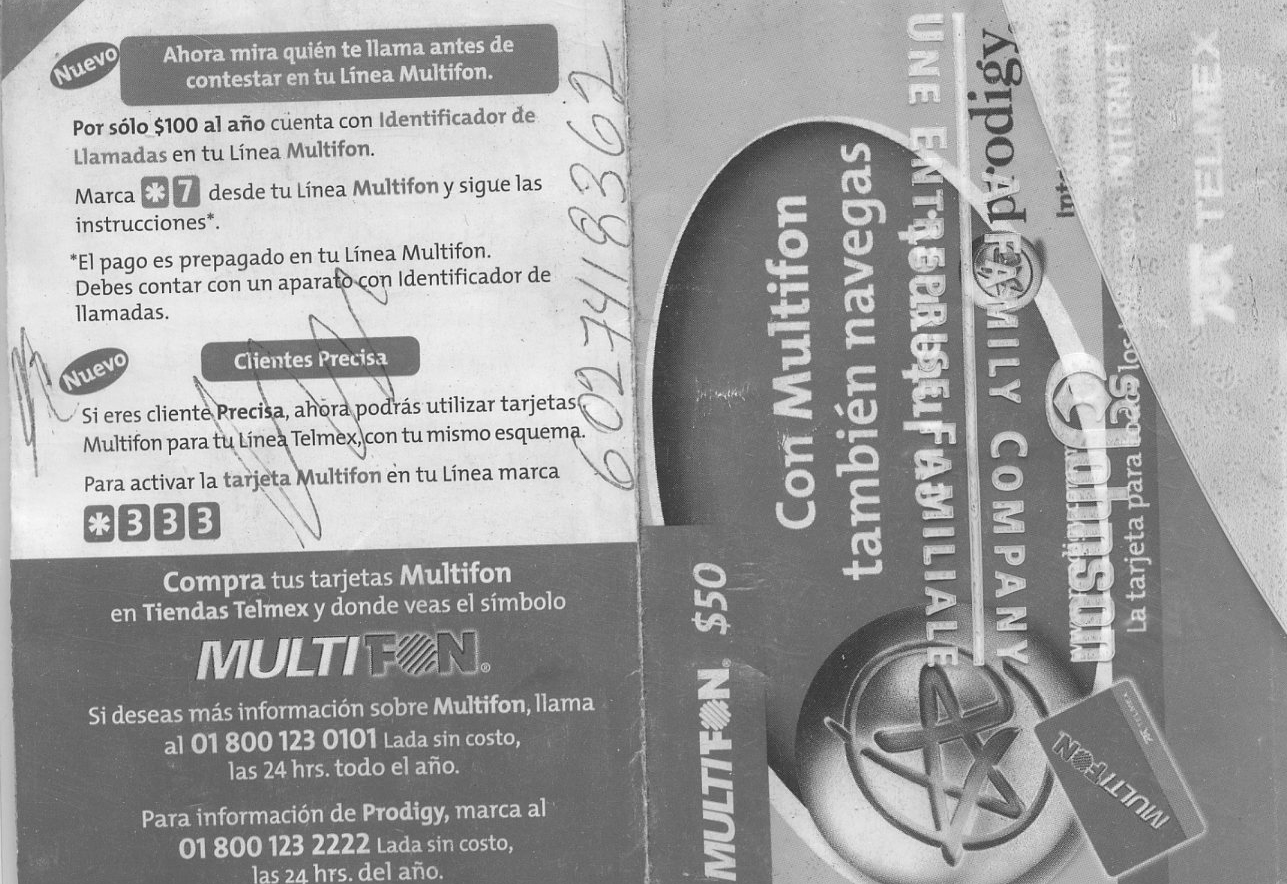 Nuevo
Ahora mira quién te llama antes de
contestar en tu Línea Multifon.
Por sólo $100 al año cuenta con Identificador de
Llamadas en tu Línea Multifon.
Marca * 7 desde tu Línea Multifon y sigue las
instrucciones*.
*El pago es prepagado en tu Línea Multifon.
Debes contar con un aparato con Identificador de
llamadas.
Nuevo
Clientes Precisa
Si eres cliente Precisa, ahora podrás utilizar tarjetas
Multifon para tu Línea Telmex, con tu mismo esquema.
Para activar la tarjeta Multifon en tu Línea marca
*333
Compra tus tarjetas Multifon
en Tiendas Telmex y donde veas el símbolo
MULTIFON®
Si deseas más información sobre Multifon, llama
al 01 800 123 0101 Lada sin costo,
las 24 hrs. todo el año.
Para información de Prodigy, marca al
01 800 123 2222 Lada sin costo,
las 24 hrs. del año.
6027418362
MULTIFON® $50
Con Multifon
también navegas
UNE ENTREPRISE FAMILIALE
A FAMILY COMPANY
prodigy
INTERNET
TELMEX
Johnson
La tarjeta para todos los
MULTIFON